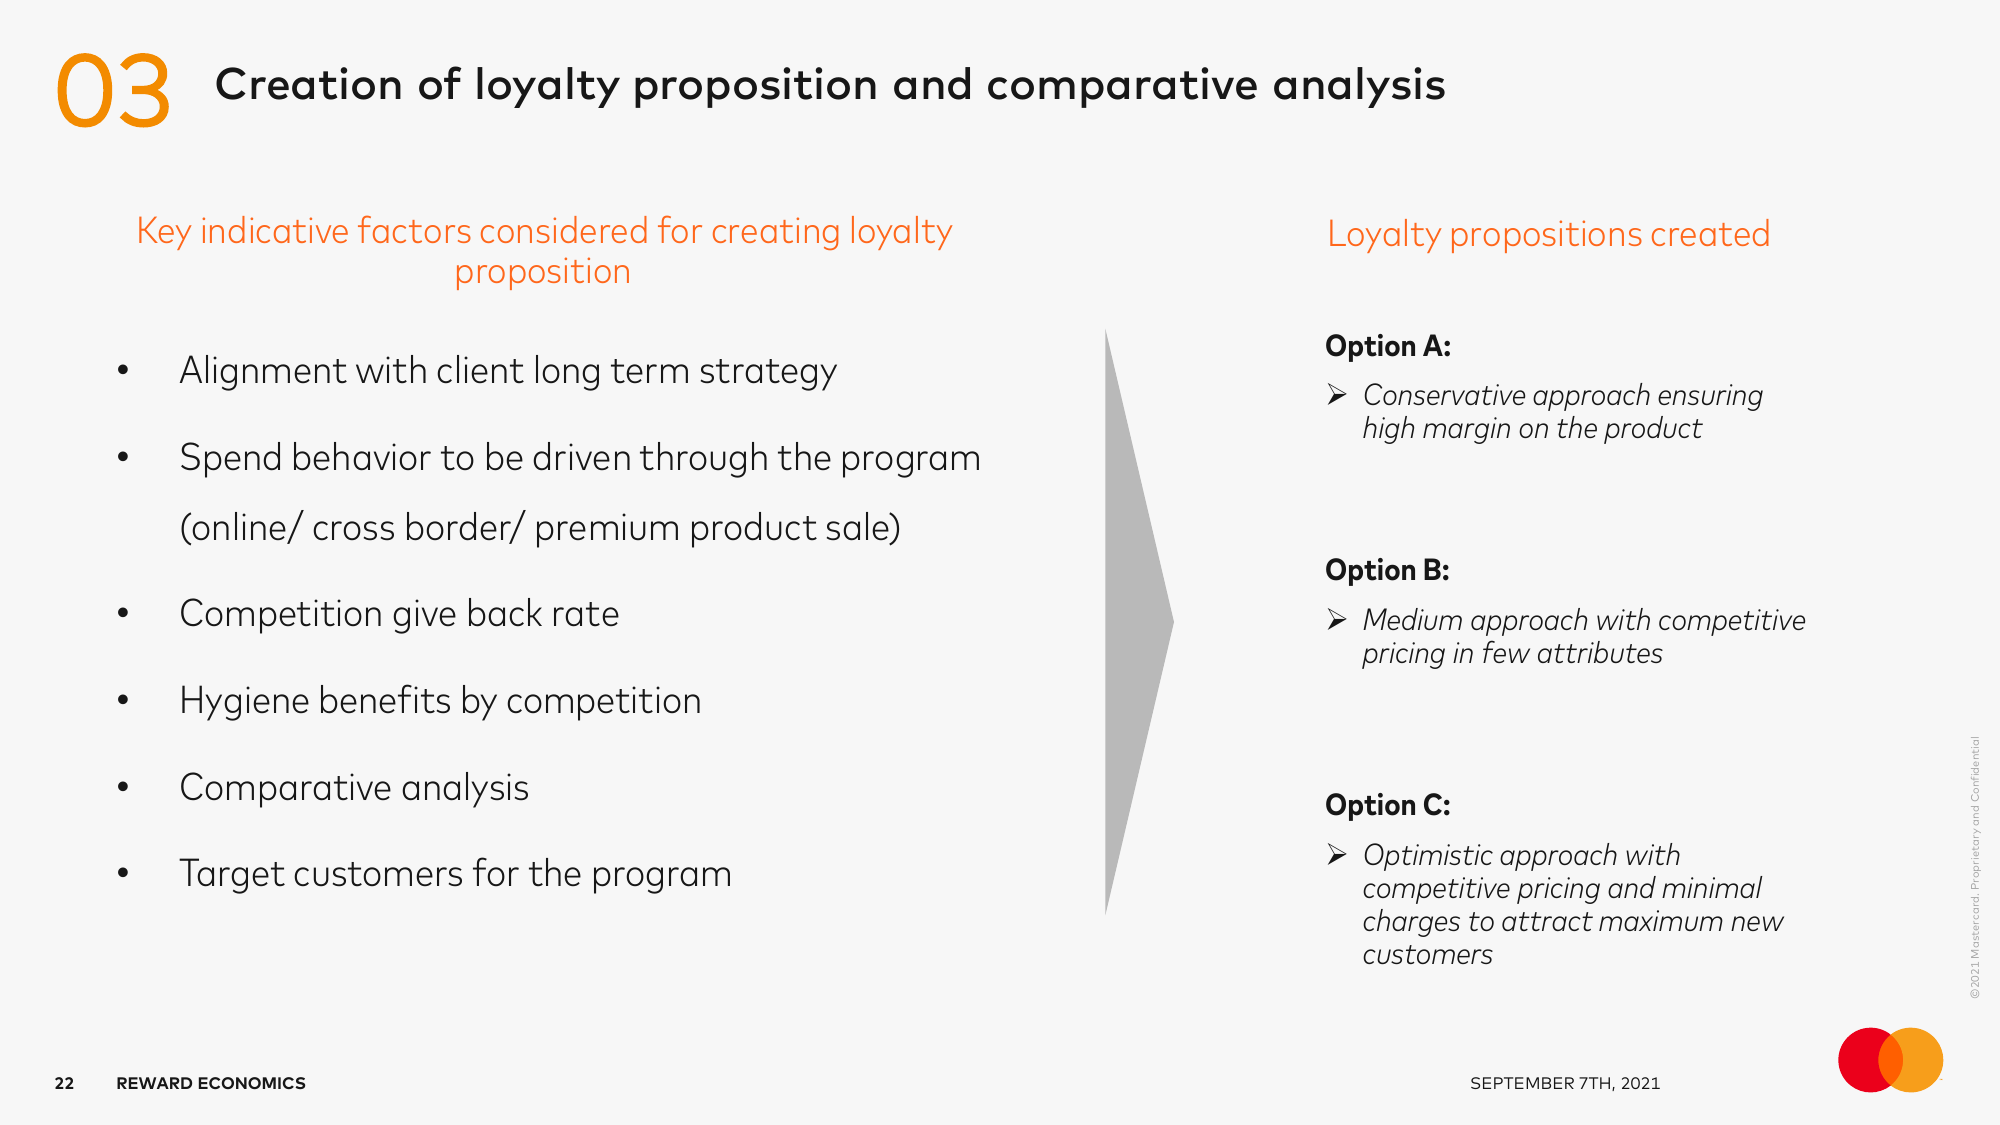 03
Creation of loyalty proposition and comparative analysis
Key indicative factors considered for creating loyalty
proposition
• Alignment with client long term strategy
• Spend behavior to be driven through the program
(online/ cross border/ premium product sale)
• Competition give back rate
• Hygiene benefits by competition
• Comparative analysis
• Target customers for the program
Loyalty propositions created
Option A:
➢ Conservative approach ensuring
high margin on the product
Option B:
➢ Medium approach with competitive
pricing in few attributes
Option C:
➢ Optimistic approach with
competitive pricing and minimal
charges to attract maximum new
customers
©2021 Mastercard. Proprietary and Confidential
22 REWARD ECONOMICS
SEPTEMBER 7TH, 2021